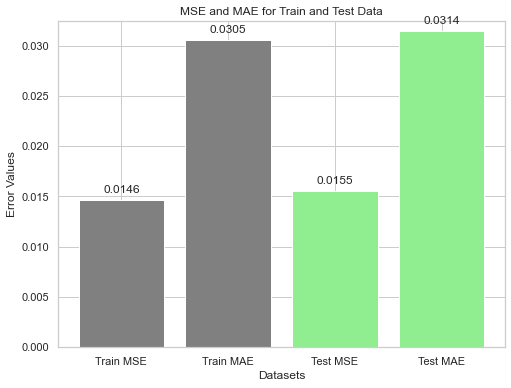 MSE and MAE for Train and Test Data
0.0314
0.0305
0.0155
0.0146
0.030
0.025
0.020
0.015
0.010
0.005
0.000
Error Values
Train MSE
Train MAE
Test MSE
Test MAE
Datasets